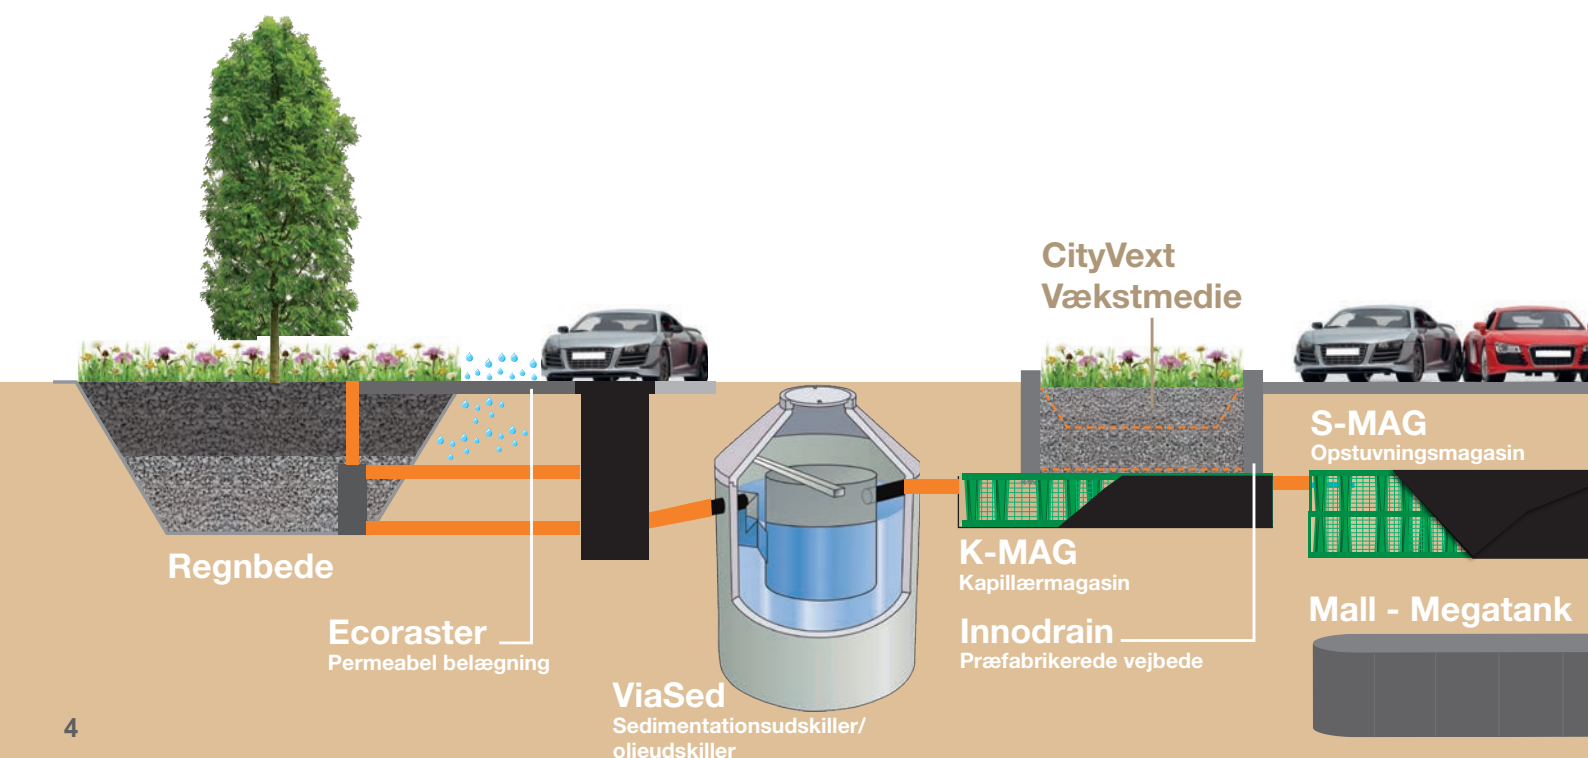 CityVext
Vækstmedie
S-MAG
Opstuvningsmagasin
Regnbede
K-MAG
Kapillærmagasin
Ecoraster
Permeabel belægning
Innodrain
Præfabrikerede vejbede
Mall - Megatank
ViaSed
Sedimentationsudskiller/
olieudskiller
4